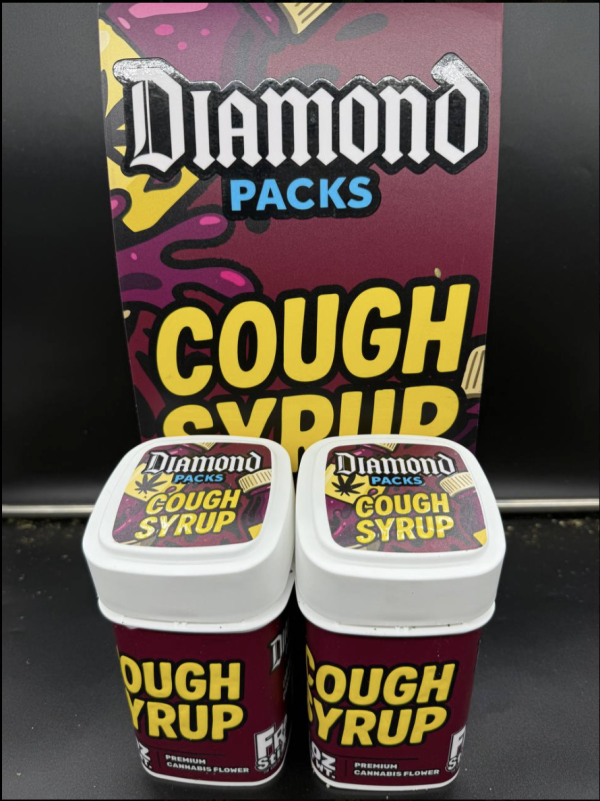 DIAMOND
PACKS
COUGH
SYRUP
DIAMOND
PACKS
COUGH
SYRUP
DIAMOND
PACKS
COUGH
SYRUP
OUGH
YRUP
PREMIUM
CANNABIS FLOWER
OUGH
YRUP
PREMIUM
CANNABIS FLOWER